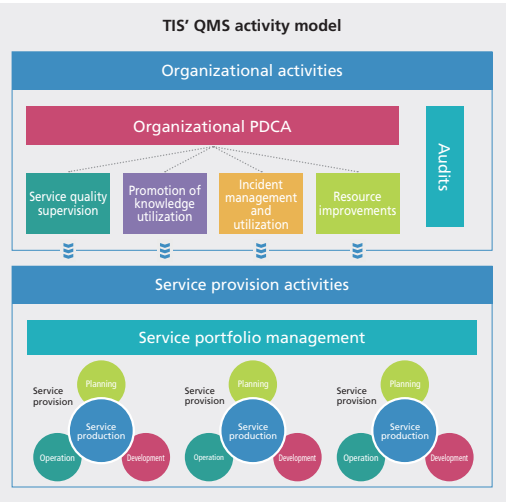 TIS’ QMS activity model
Organizational activities
Organizational PDCA
Audits
Service quality
supervision
Promotion of
knowledge
utilization
Incident
management
and
utilization
Resource
improvements
Service provision activities
Service portfolio management
Service
provision
Planning
Service
production
Operation
Development
Service
provision
Planning
Service
production
Operation
Development
Service
provision
Planning
Service
production
Operation
Development